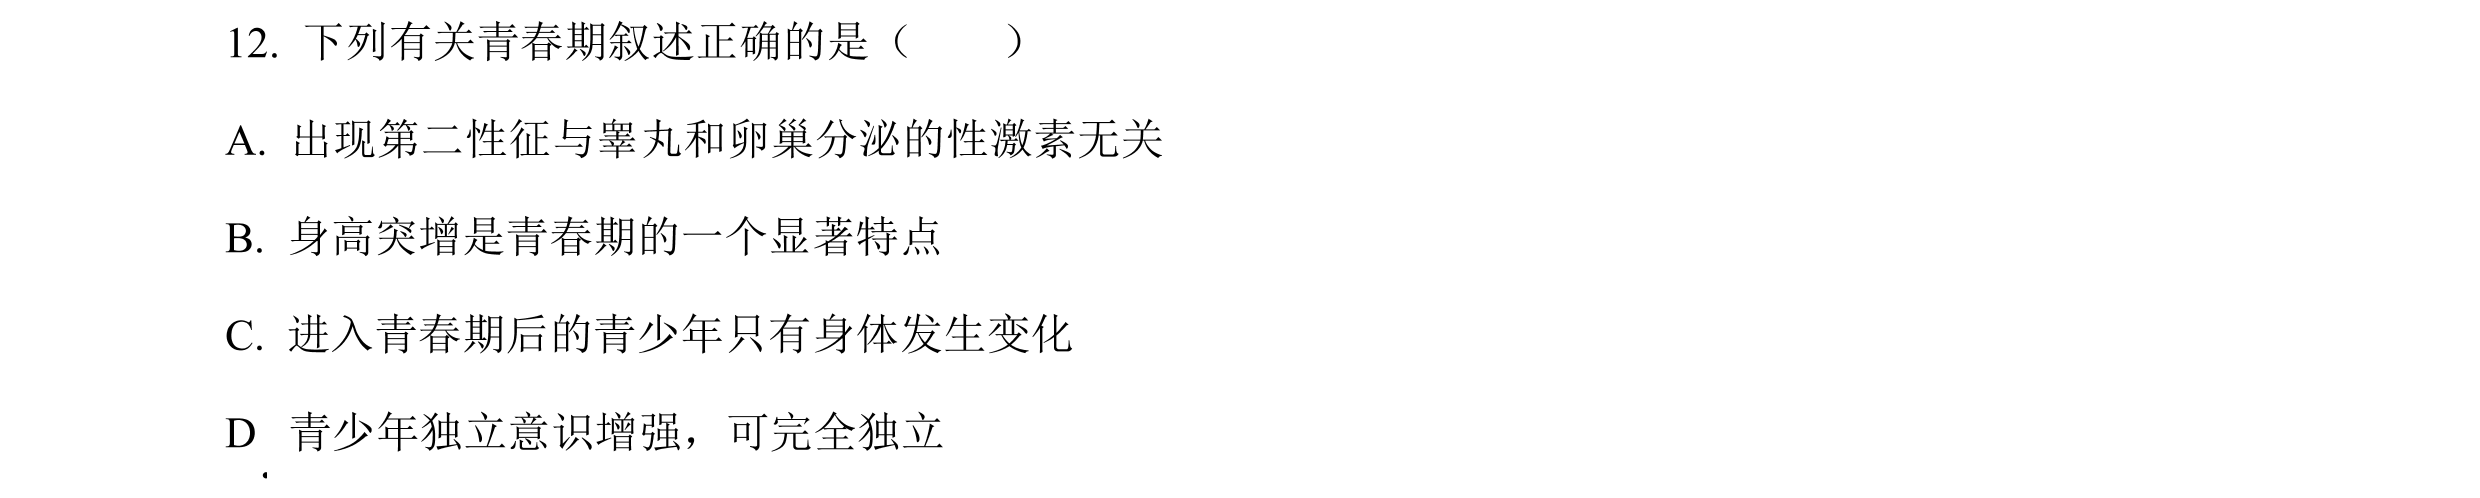 12. 下列有关青春期叙述正确的是（　　）
A. 出现第二性征与睾丸和卵巢分泌的性激素无关
B. 身高突增是青春期的一个显著特点
C. 进入青春期后的青少年只有身体发生变化
D 青少年独立意识增强，可完全独立
.